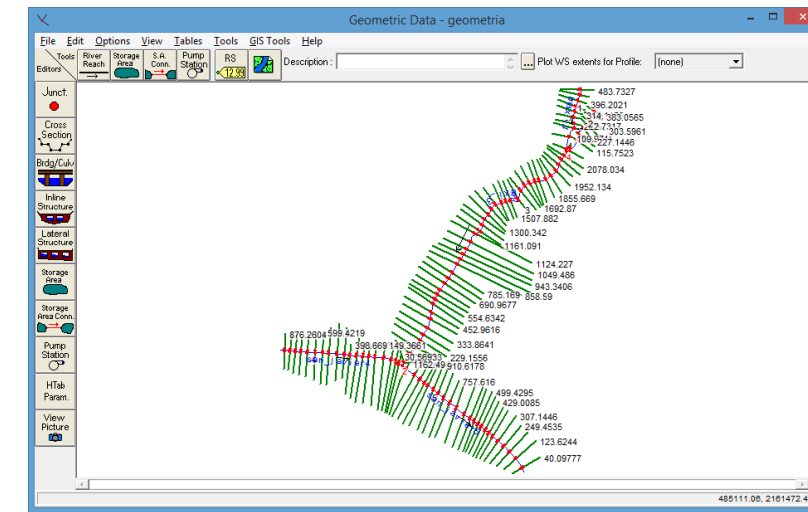 Geometric Data - geometria
File Edit Options View Tables Tools GIS Tools Help
Tools
Editors
River Reach
Storage Area
S.A. Conn.
Pump Station
RS
12.99
Description :
...
Plot WS extents for Profile:
(none)
Junct.
Cross Section
Brdg/Culv
Inline Structure
Lateral Structure
Storage Area
Storage Area Conn.
Pump Station
HTab Param.
View Picture
483.7327
396.2021
383.0565
303.5961
227.1446
115.7523
2078.034
1952.134
1855.669
1692.87
3
1507.882
1300.342
1161.091
1124.227
1049.486
943.3406
785.169
858.59
690.9677
554.6342
452.9616
333.8641
876.2604
599.4219
398.669
149.3661
30.56933
229.1556
1162.49
910.6178
757.616
499.4295
429.0085
307.1446
249.4535
123.6244
40.09777
485111.06, 2161472.4